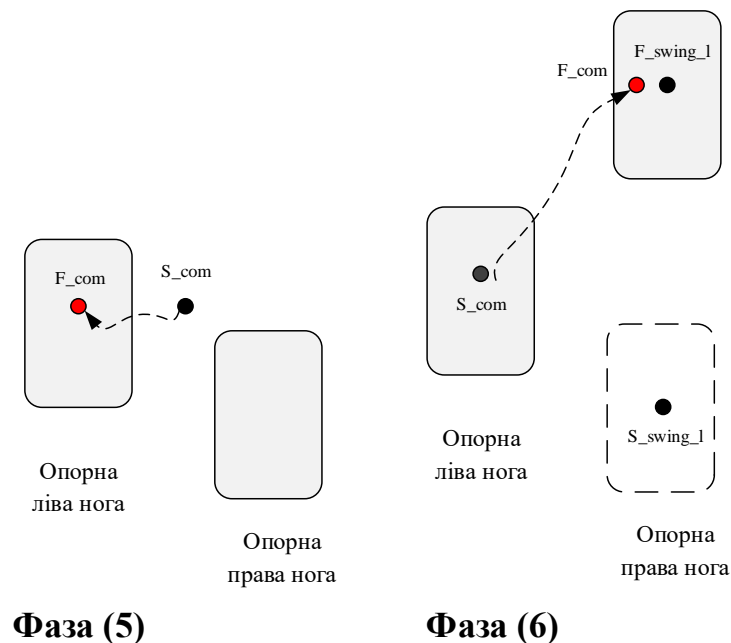 F_com
S_com
Опорна
ліва нога
Опорна
права нога
Фаза (5)
F_swing_l
F_com
S_com
S_swing_l
Опорна
ліва нога
Опорна
права нога
Фаза (6)